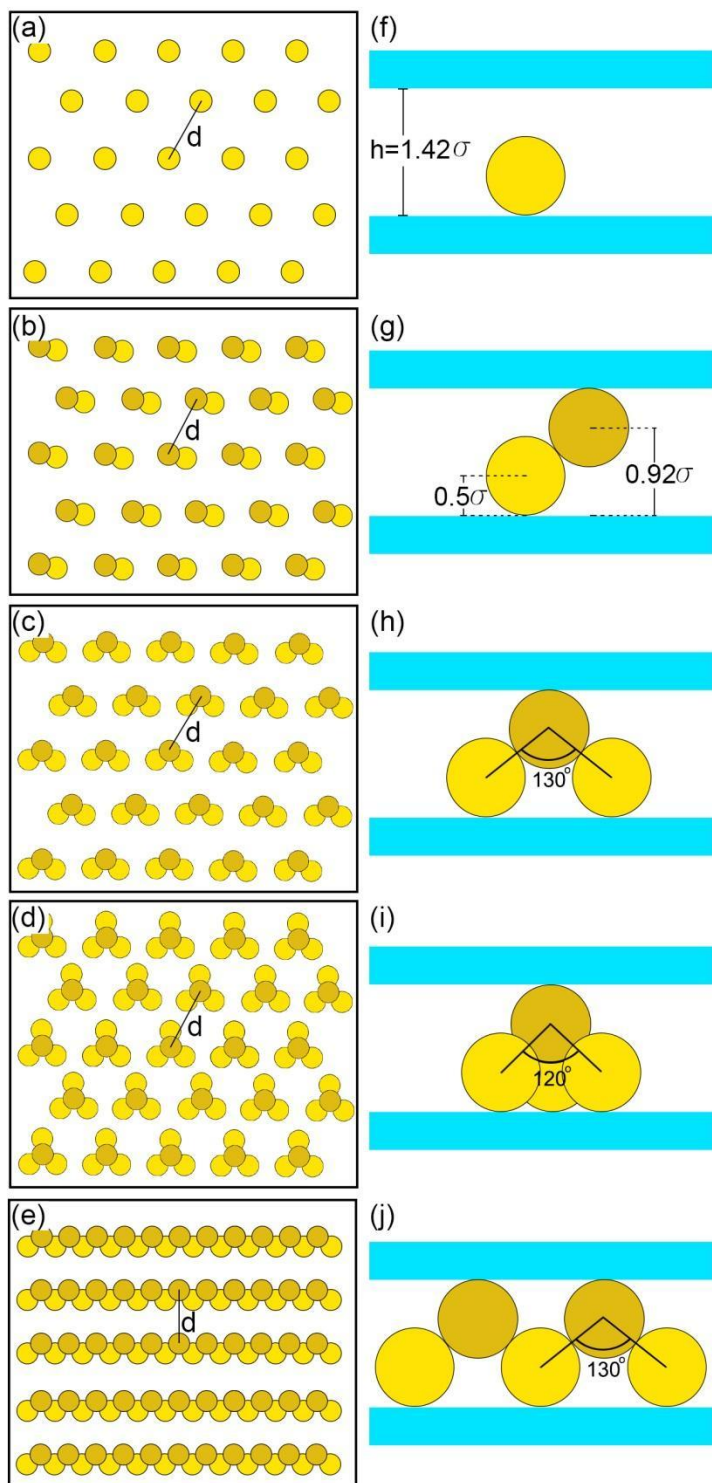 (a)
d
(f)
h=1.42σ
(b)
d
(g)
0.5σ
0.92σ
(c)
d
(h)
130°
(d)
d
(i)
120°
(e)
d
(j)
130°